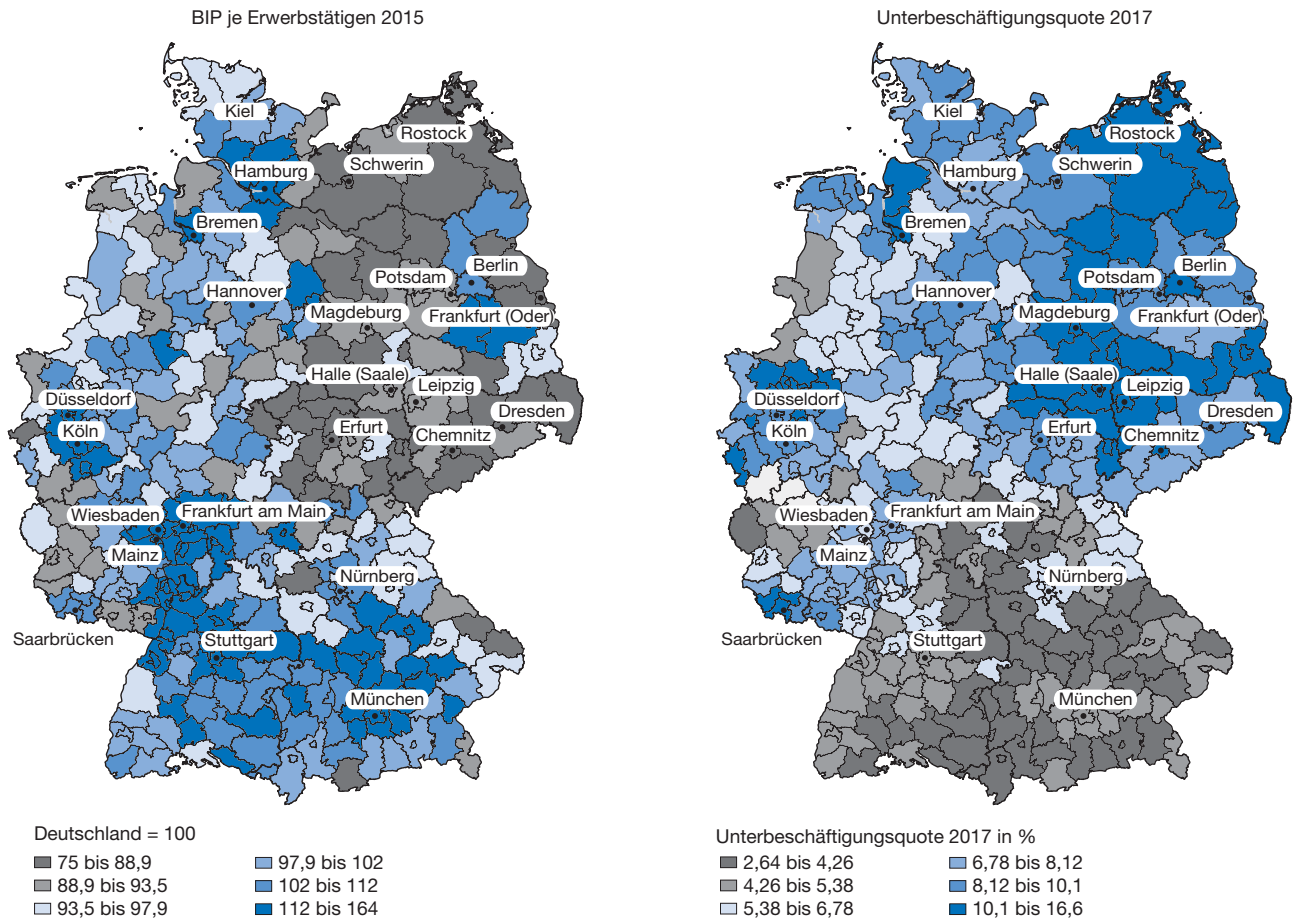 BIP je Erwerbstätigen 2015
Kiel
Rostock
Schwerin
Hamburg
Bremen
Berlin
Potsdam
Hannover
Magdeburg
Frankfurt (Oder)
Halle (Saale)
Leipzig
Düsseldorf
Dresden
Köln
Erfurt
Chemnitz
Wiesbaden
Frankfurt am Main
Mainz
Nürnberg
Saarbrücken
Stuttgart
München
Deutschland = 100
75 bis 88,9
88,9 bis 93,5
93,5 bis 97,9
97,9 bis 102
102 bis 112
112 bis 164
Unterbeschäftigungsquote 2017
Kiel
Rostock
Schwerin
Hamburg
Bremen
Berlin
Potsdam
Hannover
Magdeburg
Frankfurt (Oder)
Halle (Saale)
Leipzig
Düsseldorf
Dresden
Köln
Erfurt
Chemnitz
Wiesbaden
Frankfurt am Main
Mainz
Nürnberg
Saarbrücken
Stuttgart
München
Unterbeschäftigungsquote 2017 in %
2,64 bis 4,26
4,26 bis 5,38
5,38 bis 6,78
6,78 bis 8,12
8,12 bis 10,1
10,1 bis 16,6